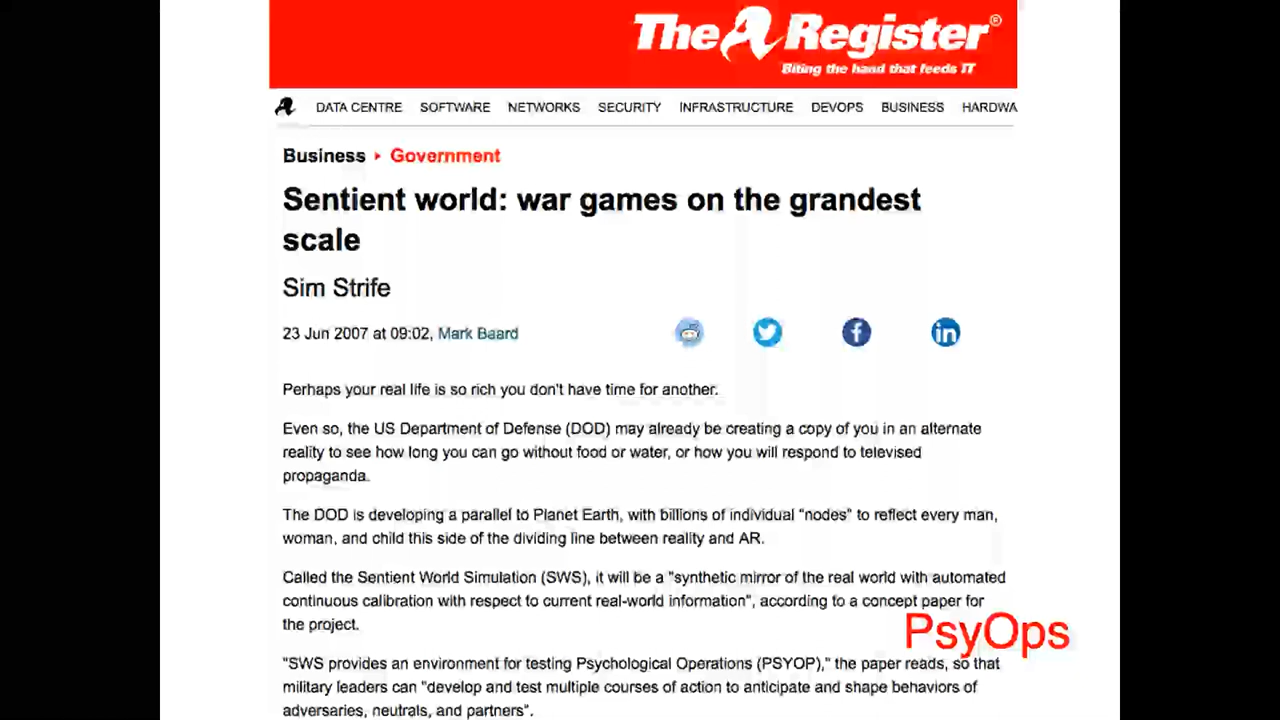 The Register®
Biting the hand that feeds IT
DATA CENTRE SOFTWARE NETWORKS SECURITY INFRASTRUCTURE DEVOPS BUSINESS HARDWA
Business ▸ Government
Sentient world: war games on the grandest
scale
Sim Strife
23 Jun 2007 at 09:02, Mark Baard
Perhaps your real life is so rich you don't have time for another.
Even so, the US Department of Defense (DOD) may already be creating a copy of you in an alternate
reality to see how long you can go without food or water, or how you will respond to televised
propaganda.
The DOD is developing a parallel to Planet Earth, with billions of individual "nodes" to reflect every man,
woman, and child this side of the dividing line between reality and AR.
Called the Sentient World Simulation (SWS), it will be a "synthetic mirror of the real world with automated
continuous calibration with respect to current real-world information", according to a concept paper for
the project.
PsyOps
"SWS provides an environment for testing Psychological Operations (PSYOP)," the paper reads, so that
military leaders can "develop and test multiple courses of action to anticipate and shape behaviors of
adversaries, neutrals, and partners".